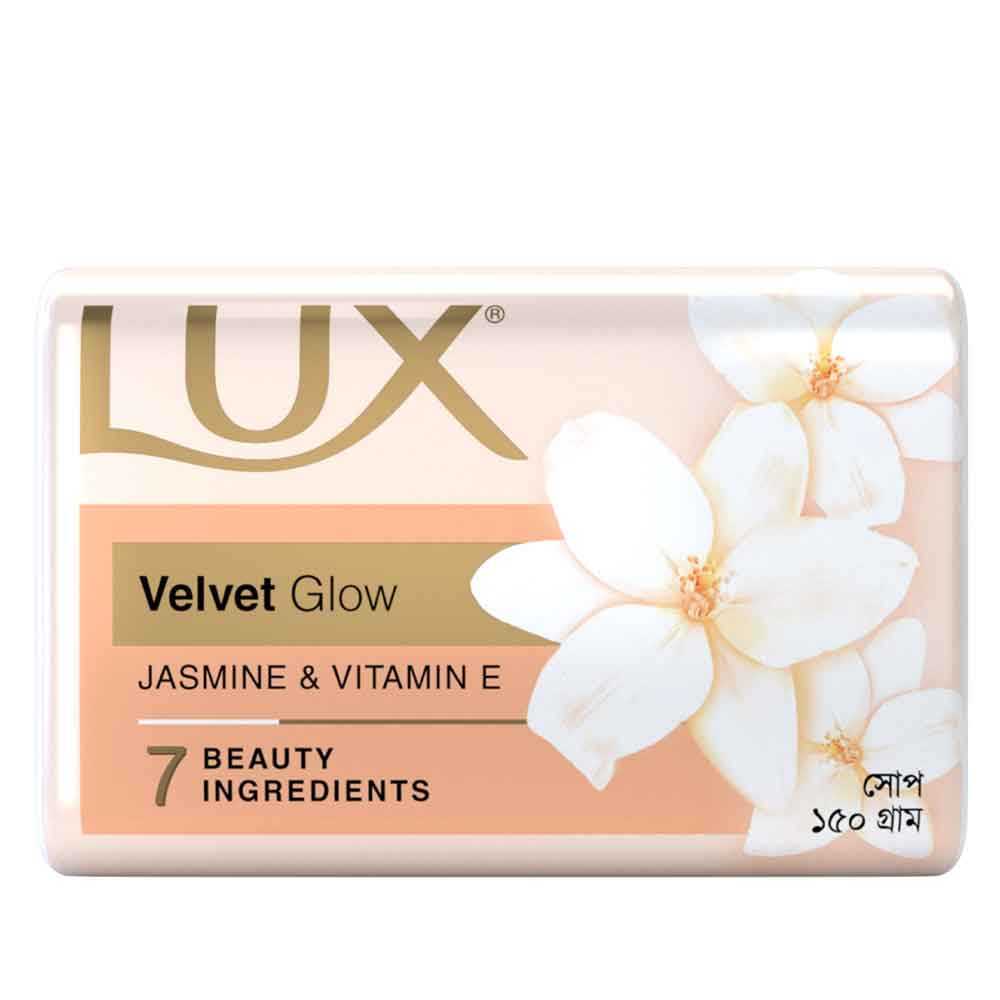 LUX®
Velvet Glow
JASMINE & VITAMIN E
7 BEAUTY
INGREDIENTS
সোপ
১৫০ গ্রাম